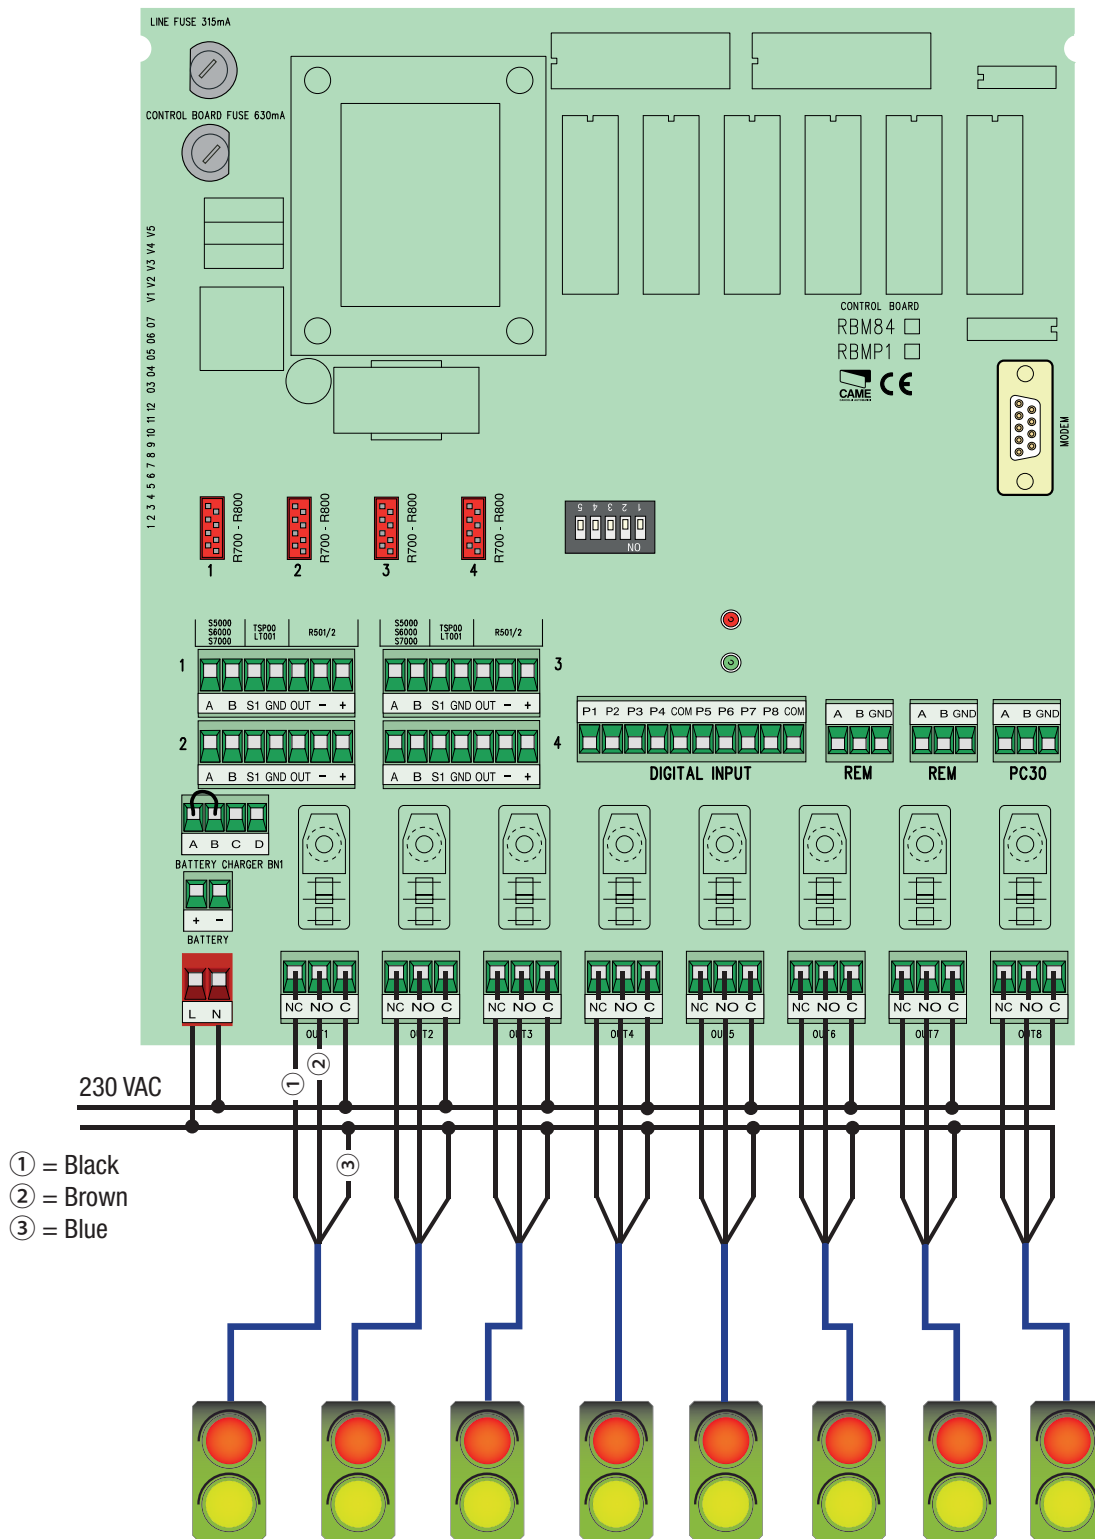 LINE FUSE 315mA
CONTROL BOARD FUSE 630mA
1 2 3 4 5 6 7 8 9 10 11 12 03 04 05 06 07 V1 V2 V3 V4 V5
CONTROL BOARD
RBM84
RBMP1
CAME
CE
MODEM
R700 - R800
R700 - R800
R700 - R800
R700 - R800
1
2
3
4
5 4 3 2 1
ON
S5000
S6000
S7000
TSP00
LT001
R501/2
S5000
S6000
S7000
TSP00
LT001
R501/2
1
3
A B S1 GND OUT − +
A B S1 GND OUT − +
2
4
A B S1 GND OUT − +
A B S1 GND OUT − +
P1 P2 P3 P4 COM P5 P6 P7 P8 COM
DIGITAL INPUT
A B GND
REM
A B GND
REM
A B GND
PC30
A B C D
BATTERY CHARGER BN1
+ −
BATTERY
L N
NC NO C
OUT1
NC NO C
OUT2
NC NO C
OUT3
NC NO C
OUT4
NC NO C
OUT5
NC NO C
OUT6
NC NO C
OUT7
NC NO C
OUT8
1
2
3
230 VAC
① = Black
② = Brown
③ = Blue